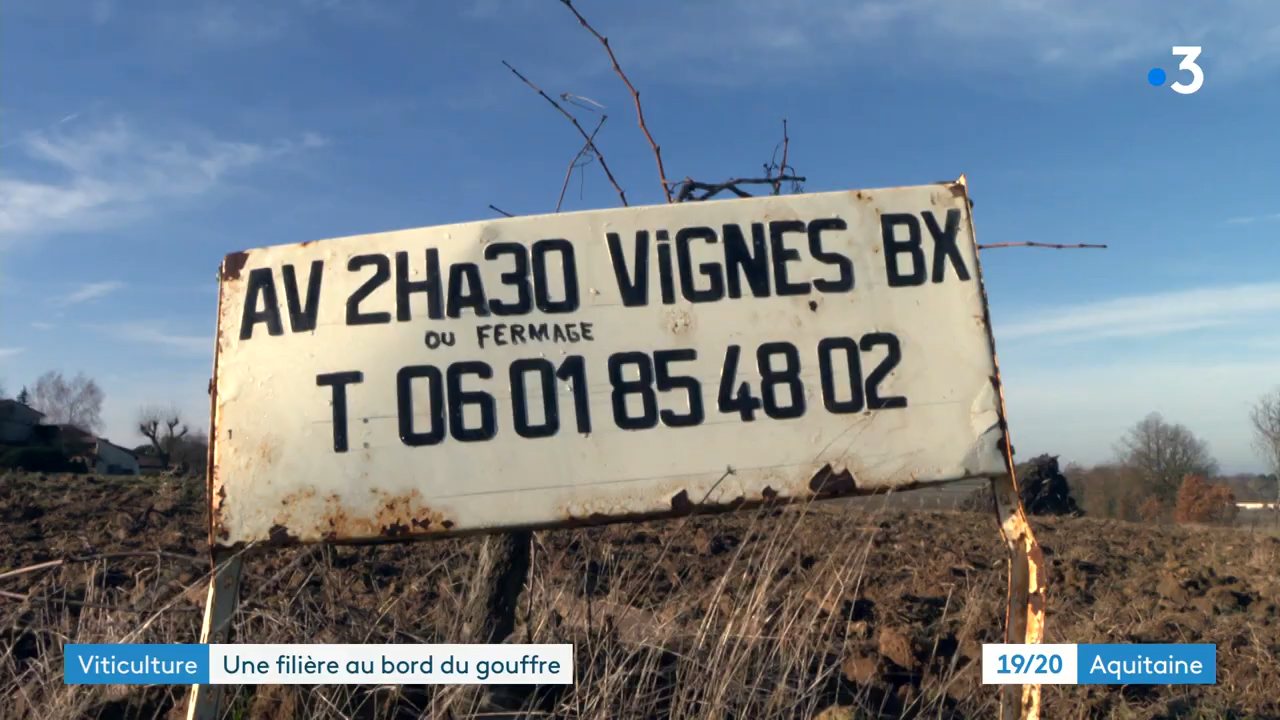 3
AV 2Ha30 ViGNES BX
OU FERMAGE
T 06 01 85 48 02
Viticulture Une filière au bord du gouffre
19/20 Aquitaine